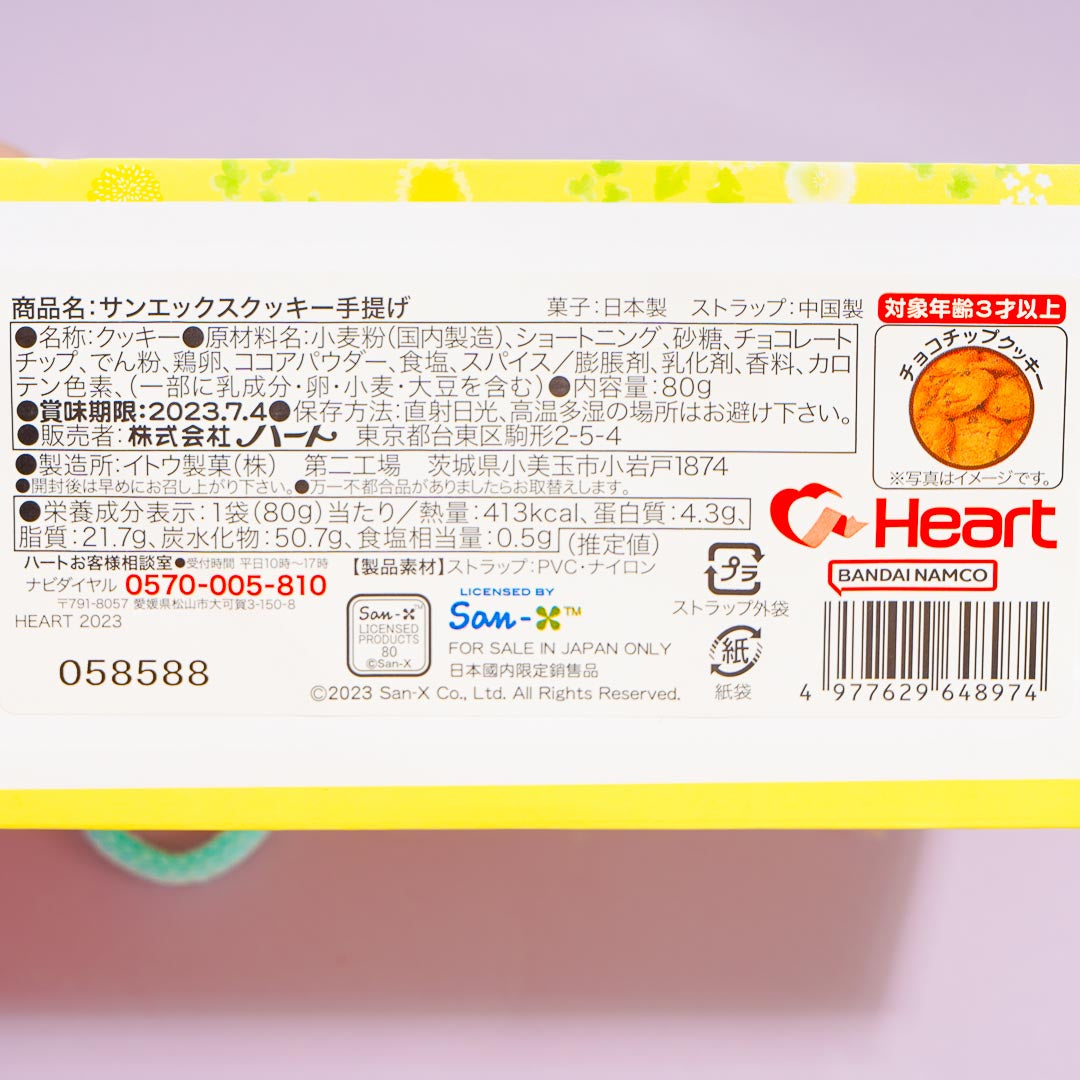 商品名:サンエックスクッキー手提げ 菓子:日本製 ストラップ:中国製
対象年齢3才以上
●名称:クッキー●原材料名:小麦粉(国内製造)、ショートニング、砂糖、チョコレート
チップ、でん粉、鶏卵、ココアパウダー、食塩、スパイス/膨脹剤、乳化剤、香料、カロ
テン色素、(一部に乳成分・卵・小麦・大豆を含む)●内容量:80g
●賞味期限:2023.7.4●保存方法:直射日光、高温多湿の場所はお避け下さい。
●販売者:株式会社ハート 東京都台東区駒形2-5-4
チョコチップクッキー
※写真はイメージです。
●製造所:イトウ製菓(株) 第二工場 茨城県小美玉市小岩戸1874
●開封後は早めにお召し上がり下さい。●万一不都合品がありましたらお取替えします。
●栄養成分表示:1袋(80g)当たり/熱量:413kcal、蛋白質:4.3g、
脂質:21.7g、炭水化物:50.7g、食塩相当量:0.5g(推定値)
Heart
BANDAI NAMCO
ハートお客様相談室●受付時間 平日10時〜17時
ナビダイヤル 0570-005-810
〒791-8057 愛媛県松山市大可賀3-150-8
HEART 2023
058588
【製品素材】ストラップ:PVC・ナイロン
San-X™
LICENSED
PRODUCTS
80
©San-X
LICENSED BY
San-X™
FOR SALE IN JAPAN ONLY
日本國内限定銷售品
©2023 San-X Co., Ltd. All Rights Reserved.
プラ
ストラップ外袋
紙
紙袋
4 977629 648974